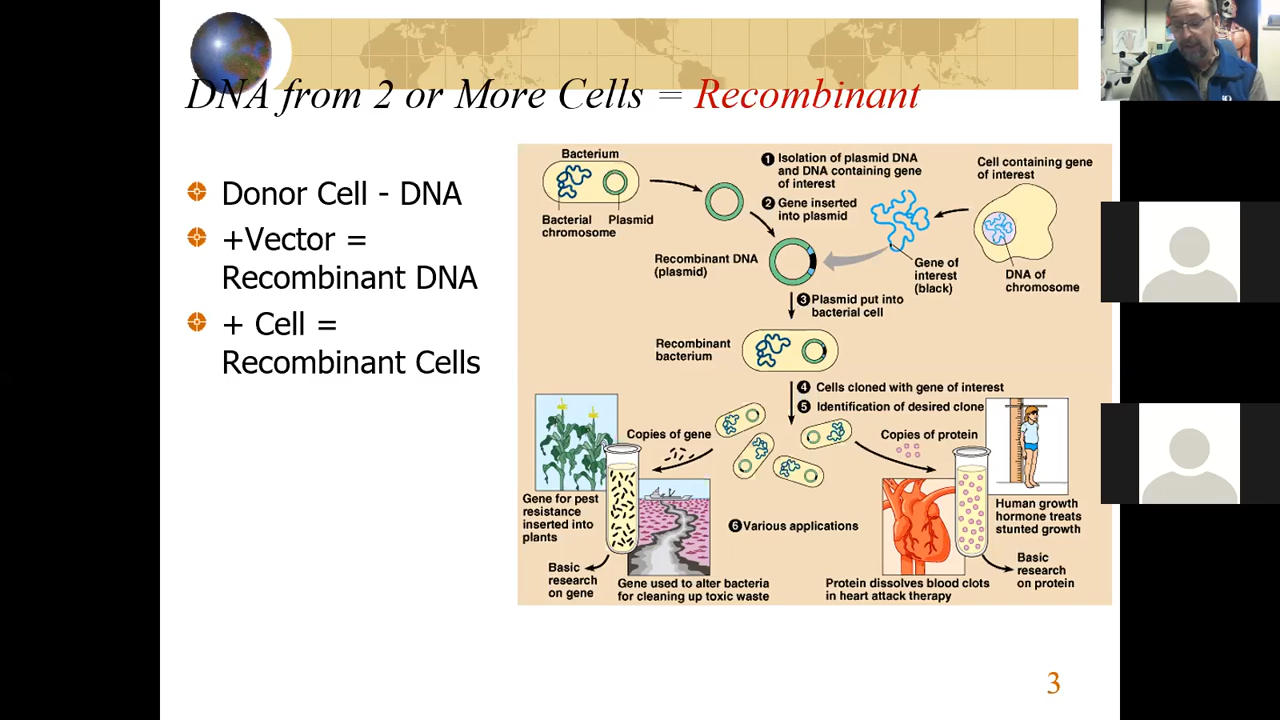 DNA from 2 or More Cells = Recombinant
Donor Cell - DNA
+Vector =
Recombinant DNA
+ Cell =
Recombinant Cells
Bacterium
Bacterial
chromosome
Plasmid
1 Isolation of plasmid DNA
and DNA containing gene
of interest
2 Gene inserted
into plasmid
Cell containing gene
of interest
Recombinant DNA
(plasmid)
Gene of
interest
(black)
DNA of
chromosome
3 Plasmid put into
bacterial cell
Recombinant
bacterium
4 Cells cloned with gene of interest
5 Identification of desired clone
Copies of gene
Copies of protein
Gene for pest
resistance
inserted into
plants
6 Various applications
Human growth
hormone treats
stunted growth
Basic
research
on gene
Gene used to alter bacteria
for cleaning up toxic waste
Protein dissolves blood clots
in heart attack therapy
Basic
research
on protein
3